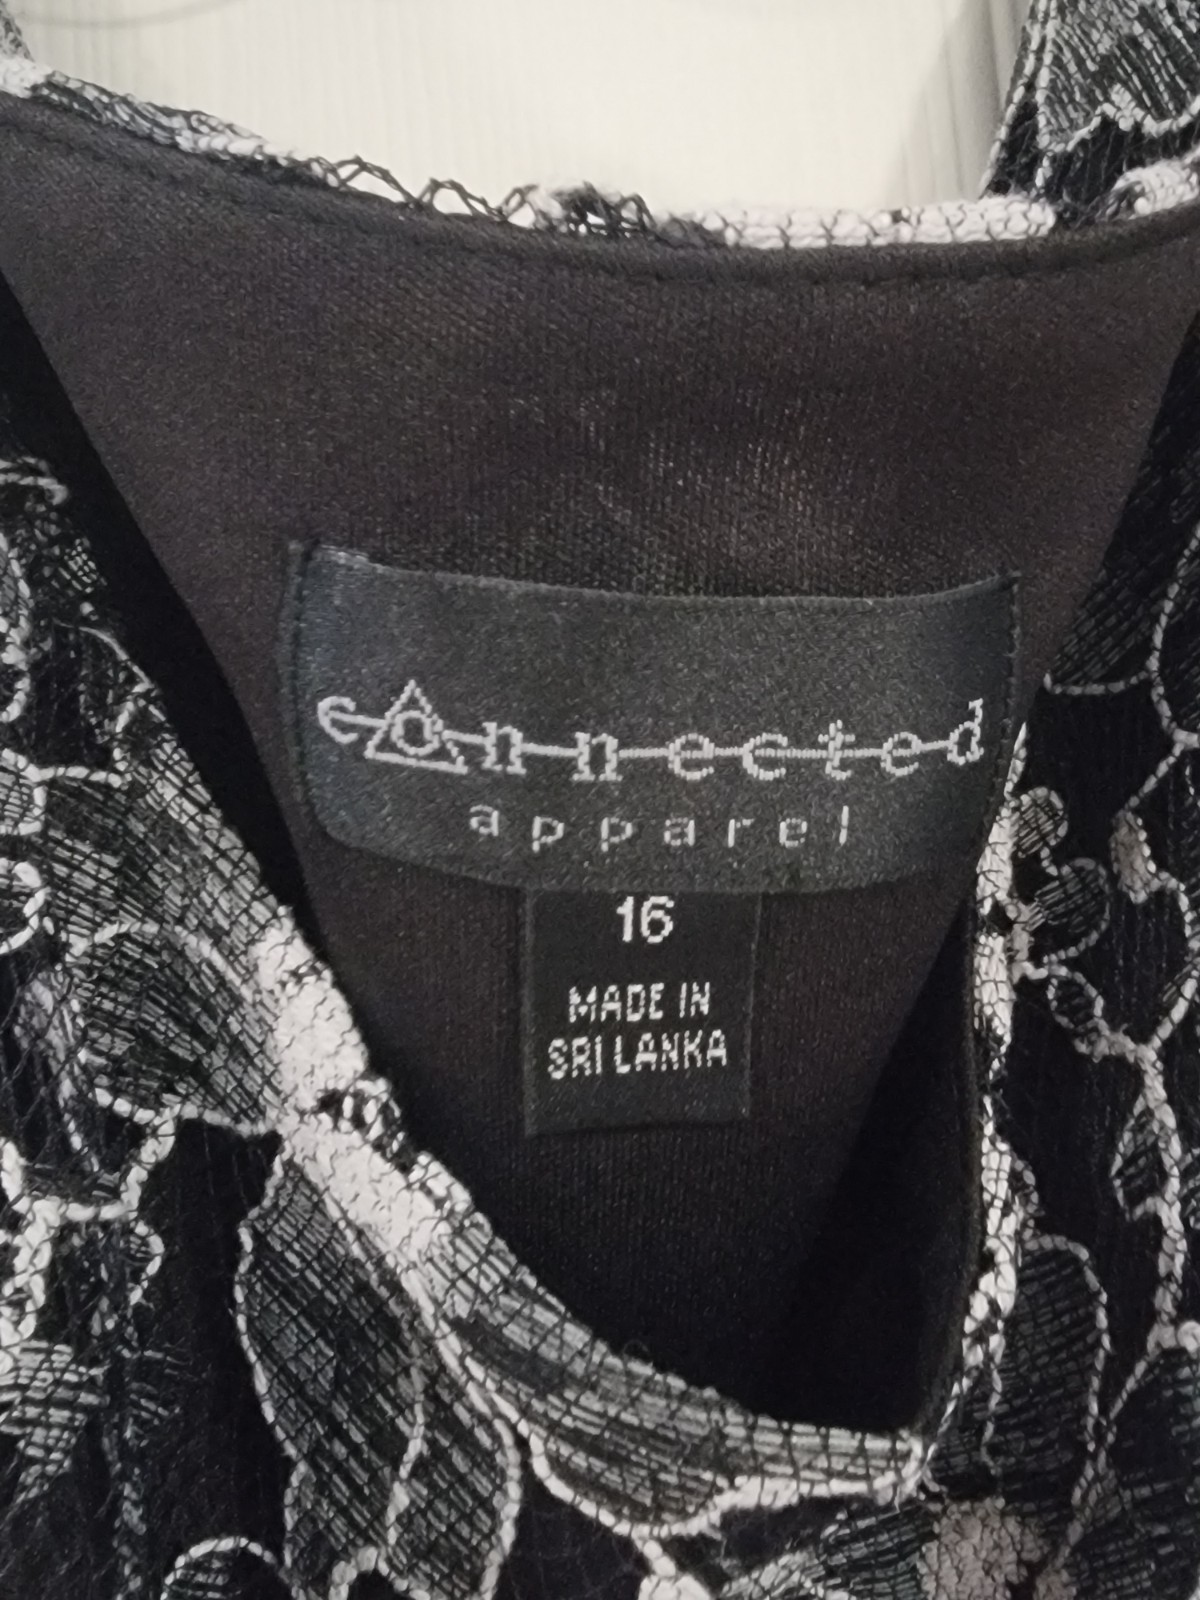 connected
apparel
16
MADE IN
SRI LANKA